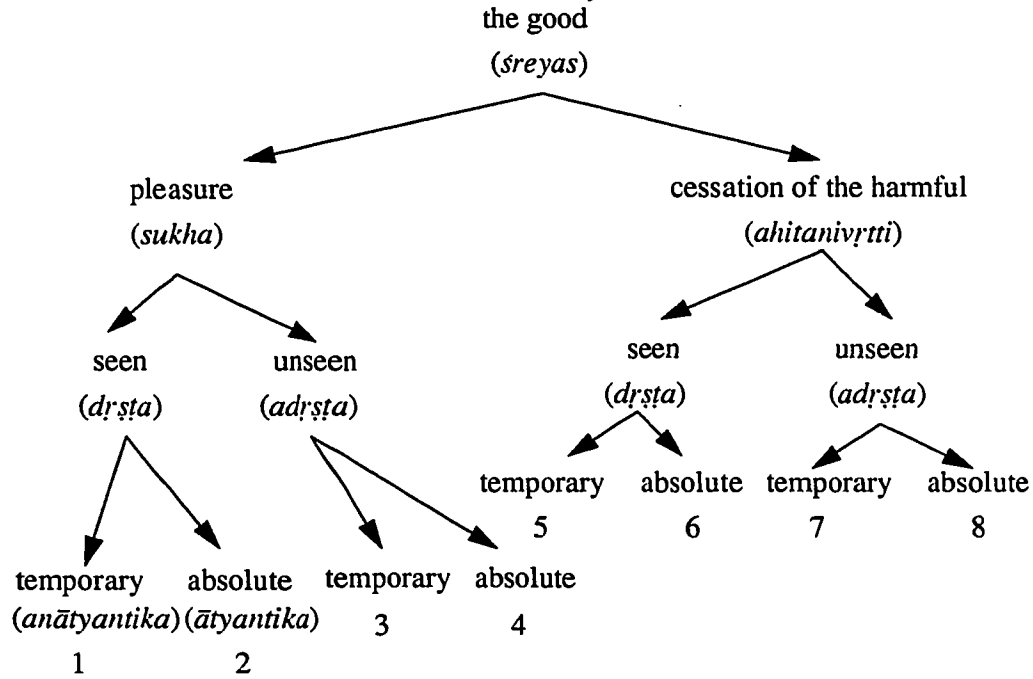 the good
(śreyas)
pleasure
(sukha)
cessation of the harmful
(ahitanivṛtti)
seen
(dṛṣṭa)
unseen
(adṛṣṭa)
seen
(dṛṣṭa)
unseen
(adṛṣṭa)
temporary
5
absolute
6
temporary
7
absolute
8
temporary
(anātyantika)
1
absolute
(ātyantika)
2
temporary
3
absolute
4